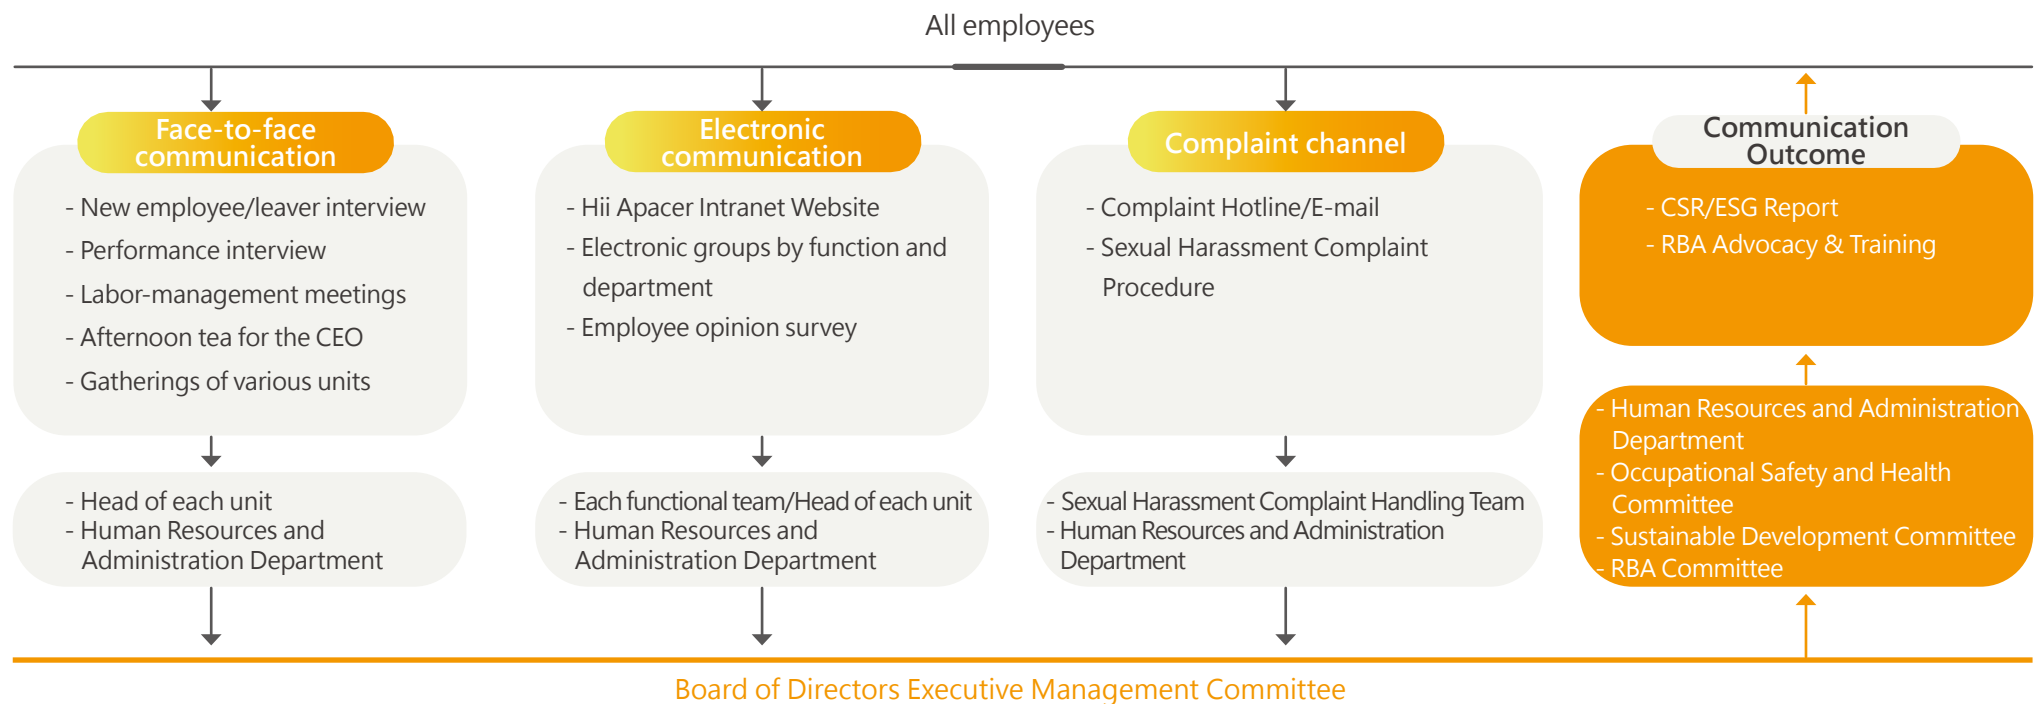 All employees
Face-to-face
communication
- New employee/leaver interview
- Performance interview
- Labor-management meetings
- Afternoon tea for the CEO
- Gatherings of various units
- Head of each unit
- Human Resources and
Administration Department
Electronic
communication
- Hii Apacer Intranet Website
- Electronic groups by function and
department
- Employee opinion survey
- Each functional team/Head of each unit
- Human Resources and
Administration Department
Complaint channel
- Complaint Hotline/E-mail
- Sexual Harassment Complaint
Procedure
- Sexual Harassment Complaint Handling Team
- Human Resources and Administration
Department
Communication
Outcome
- CSR/ESG Report
- RBA Advocacy & Training
- Human Resources and Administration
Department
- Occupational Safety and Health
Committee
- Sustainable Development Committee
- RBA Committee
Board of Directors Executive Management Committee